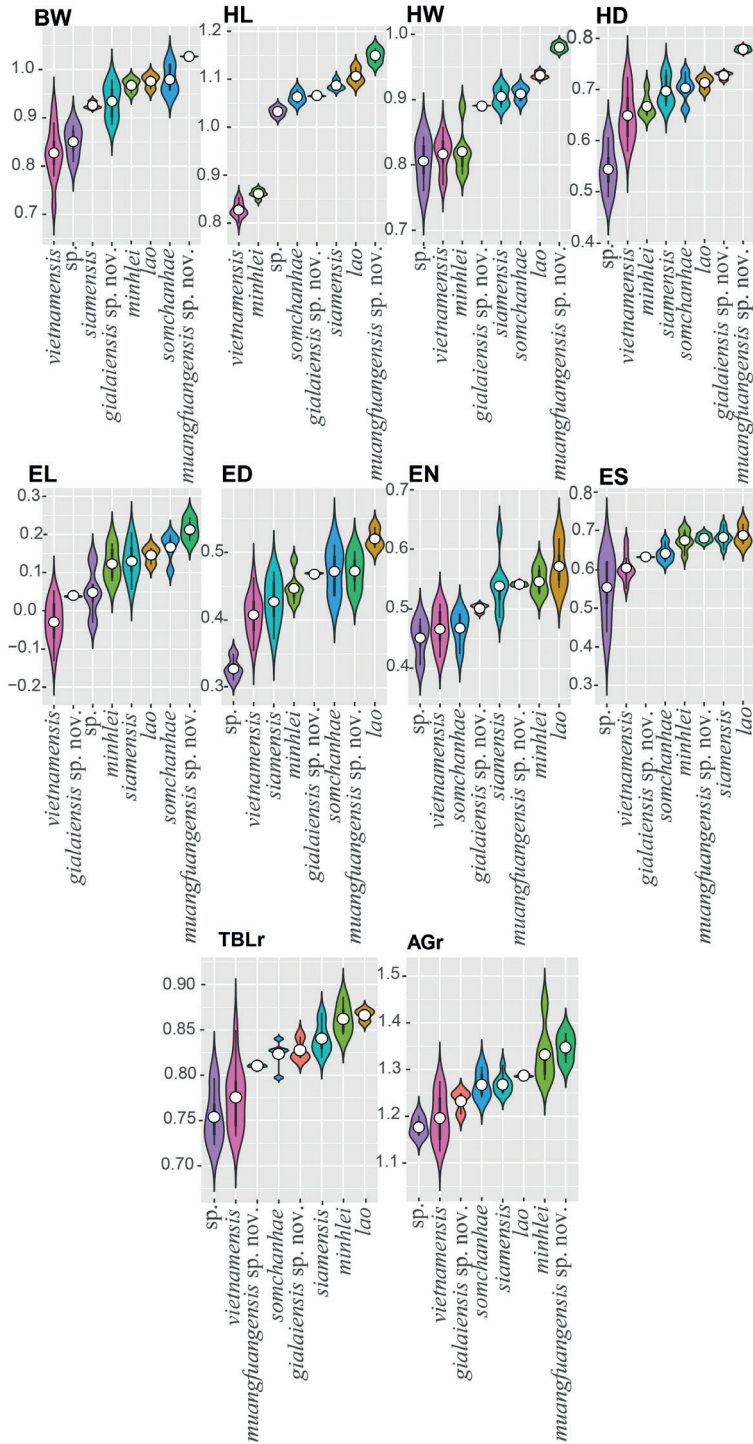 BW
HL
HW
HD
1.0
0.9
0.8
0.7
1.2
1.1
1.0
0.8
1.0
0.9
0.8
0.7
0.7
0.6
0.5
0.4
vietnamensis
sp.
siamensis
gialaiensis sp. nov.
minhlei
lao
somchanhae
muangfuangensis sp. nov.
vietnamensis
minhlei
sp.
somchanhae
gialaiensis sp. nov.
siamensis
lao
muangfuangensis sp. nov.
sp.
vietnamensis
minhlei
gialaiensis sp. nov.
siamensis
somchanhae
lao
muangfuangensis sp. nov.
sp.
vietnamensis
minhlei
siamensis
somchanhae
lao
gialaiensis sp. nov.
muangfuangensis sp. nov.
EL
ED
EN
ES
0.3
0.2
0.1
0.0
−0.1
−0.2
0.5
0.4
0.3
0.7
0.6
0.5
0.4
0.8
0.7
0.6
0.5
0.4
0.3
vietnamensis
gialaiensis sp. nov.
sp.
minhlei
siamensis
lao
somchanhae
muangfuangensis sp. nov.
sp.
vietnamensis
siamensis
minhlei
gialaiensis sp. nov.
somchanhae
muangfuangensis sp. nov.
lao
sp.
vietnamensis
somchanhae
gialaiensis sp. nov.
siamensis
muangfuangensis sp. nov.
minhlei
lao
sp.
vietnamensis
gialaiensis sp. nov.
somchanhae
minhlei
muangfuangensis sp. nov.
siamensis
lao
TBLr
AGr
0.90
0.85
0.80
0.75
0.70
1.5
1.4
1.3
1.2
1.1
sp.
vietnamensis
muangfuangensis sp. nov.
somchanhae
gialaiensis sp. nov.
siamensis
minhlei
lao
sp.
vietnamensis
gialaiensis sp. nov.
somchanhae
siamensis
lao
minhlei
muangfuangensis sp. nov.